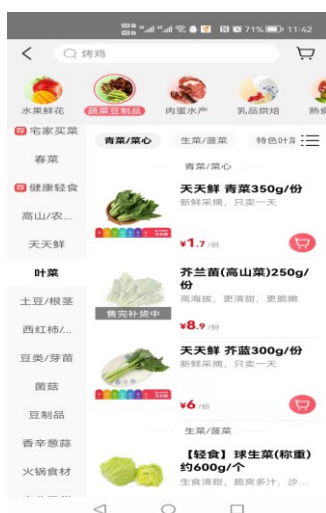 71% 11:42
烤鸡
水果鲜花
蔬菜豆制品
肉蛋水产
乳品烘焙
熟食
荐 宅家买菜
春菜
荐 健康轻食
高山/农...
天天鲜
叶菜
土豆/根茎
西红柿/...
豆类/芽苗
菌菇
豆制品
香辛葱蒜
火锅食材
青菜/菜心
生菜/菠菜
特色叶菜
青菜/菜心
天天鲜 青菜350g/份
新鲜采摘，只卖一天
¥1.7/份
芥兰苗(高山菜)250g/
份
高海拔，更清甜，更脆嫩
售完补货中
¥8.9/份
天天鲜 芥蓝300g/份
新鲜采摘，只卖一天
¥6/份
生菜/菠菜
【轻食】球生菜(称重)
约600g/个
生食清甜，脆爽多汁，沙...